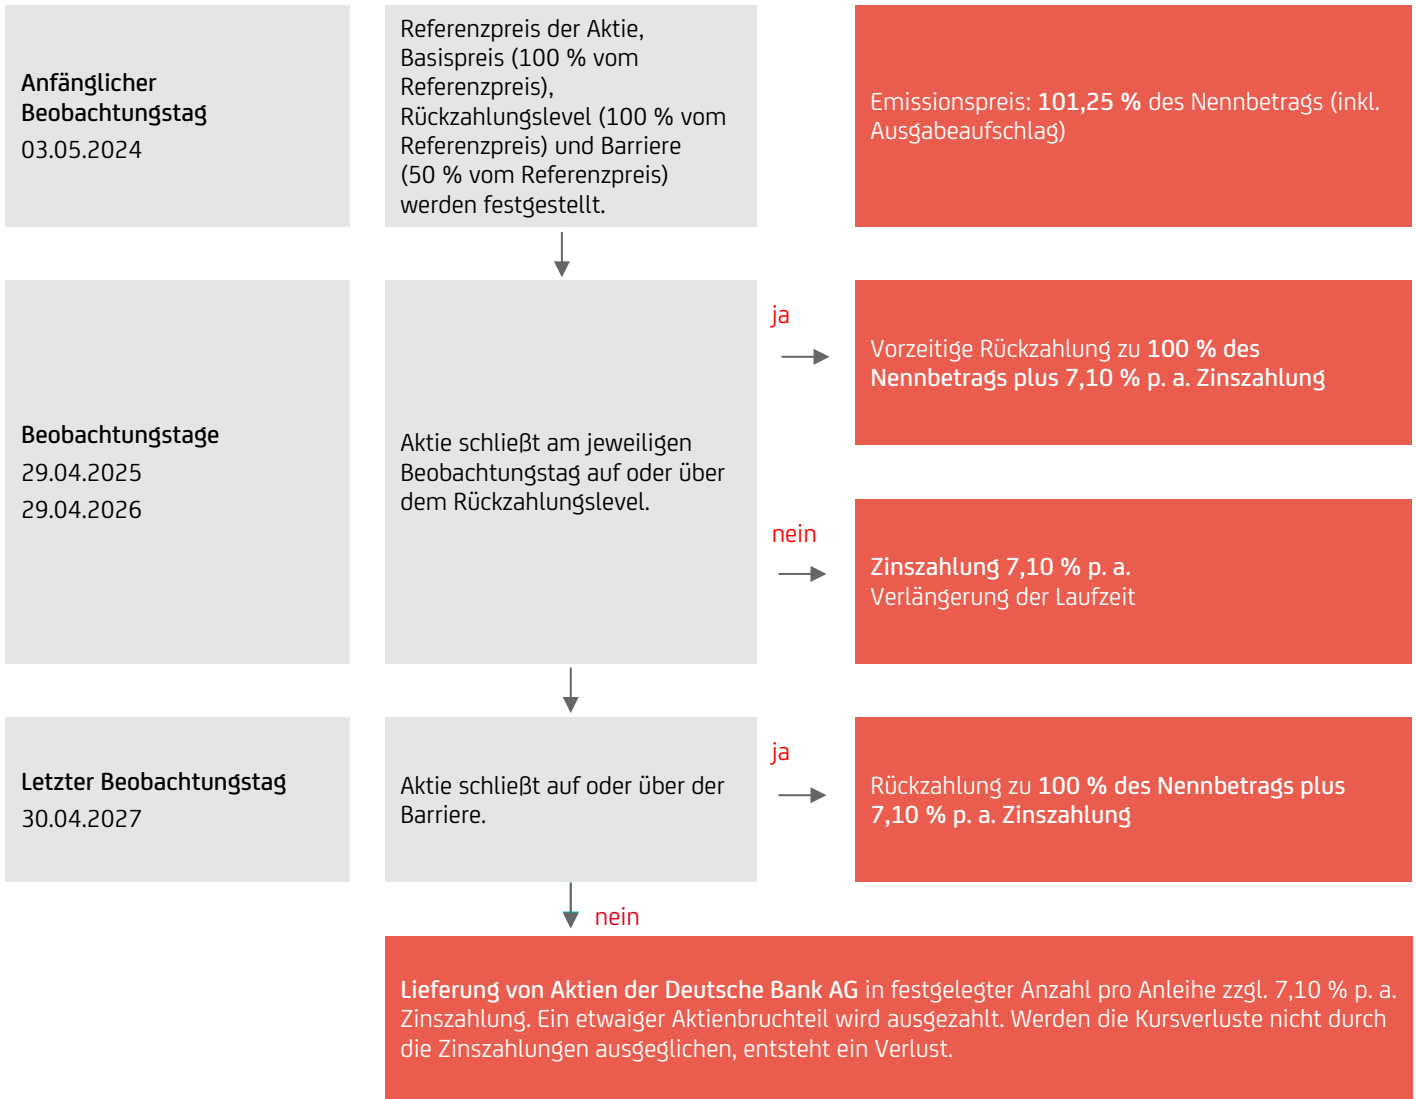 Anfänglicher
Beobachtungstag
03.05.2024
Referenzpreis der Aktie,
Basispreis (100 % vom
Referenzpreis),
Rückzahlungslevel (100 % vom
Referenzpreis) und Barriere
(50 % vom Referenzpreis)
werden festgestellt.
Emissionspreis: 101,25 % des Nennbetrags (inkl.
Ausgabeaufschlag)
Beobachtungstage
29.04.2025
29.04.2026
Aktie schließt am jeweiligen
Beobachtungstag auf oder über
dem Rückzahlungslevel.
ja
Vorzeitige Rückzahlung zu 100 % des
Nennbetrags plus 7,10 % p. a. Zinszahlung
nein
Zinszahlung 7,10 % p. a.
Verlängerung der Laufzeit
Letzter Beobachtungstag
30.04.2027
Aktie schließt auf oder über der
Barriere.
ja
Rückzahlung zu 100 % des Nennbetrags plus
7,10 % p. a. Zinszahlung
nein
Lieferung von Aktien der Deutsche Bank AG in festgelegter Anzahl pro Anleihe zzgl. 7,10 % p. a.
Zinszahlung. Ein etwaiger Aktienbruchteil wird ausgezahlt. Werden die Kursverluste nicht durch
die Zinszahlungen ausgeglichen, entsteht ein Verlust.